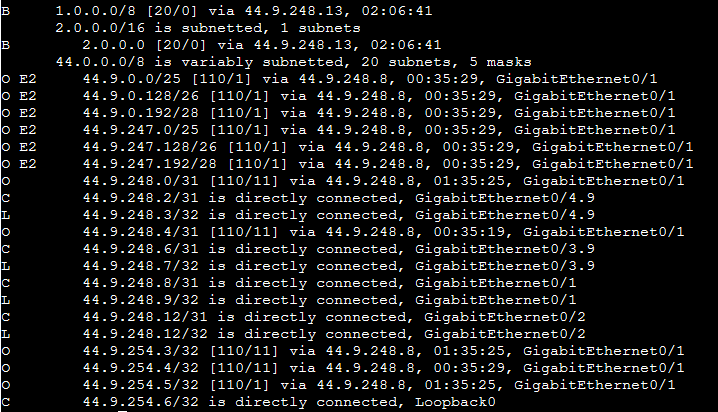 B     1.0.0.0/8 [20/0] via 44.9.248.13, 02:06:41
      2.0.0.0/16 is subnetted, 1 subnets
B        2.0.0.0 [20/0] via 44.9.248.13, 02:06:41
      44.0.0.0/8 is variably subnetted, 20 subnets, 5 masks
O E2     44.9.0.0/25 [110/1] via 44.9.248.8, 00:35:29, GigabitEthernet0/1
O E2     44.9.0.128/26 [110/1] via 44.9.248.8, 00:35:29, GigabitEthernet0/1
O E2     44.9.0.192/28 [110/1] via 44.9.248.8, 00:35:29, GigabitEthernet0/1
O E2     44.9.247.0/25 [110/1] via 44.9.248.8, 00:35:29, GigabitEthernet0/1
O E2     44.9.247.128/26 [110/1] via 44.9.248.8, 00:35:29, GigabitEthernet0/1
O E2     44.9.247.192/28 [110/1] via 44.9.248.8, 00:35:29, GigabitEthernet0/1
O        44.9.248.0/31 [110/11] via 44.9.248.8, 01:35:25, GigabitEthernet0/1
C        44.9.248.2/31 is directly connected, GigabitEthernet0/4.9
L        44.9.248.3/32 is directly connected, GigabitEthernet0/4.9
O        44.9.248.4/31 [110/11] via 44.9.248.8, 00:35:19, GigabitEthernet0/1
C        44.9.248.6/31 is directly connected, GigabitEthernet0/3.9
L        44.9.248.7/32 is directly connected, GigabitEthernet0/3.9
C        44.9.248.8/31 is directly connected, GigabitEthernet0/1
L        44.9.248.9/32 is directly connected, GigabitEthernet0/1
C        44.9.248.12/31 is directly connected, GigabitEthernet0/2
L        44.9.248.12/32 is directly connected, GigabitEthernet0/2
O        44.9.254.3/32 [110/11] via 44.9.248.8, 01:35:25, GigabitEthernet0/1
O        44.9.254.4/32 [110/11] via 44.9.248.8, 00:35:29, GigabitEthernet0/1
O        44.9.254.5/32 [110/11] via 44.9.248.8, 01:35:25, GigabitEthernet0/1
C        44.9.254.6/32 is directly connected, Loopback0